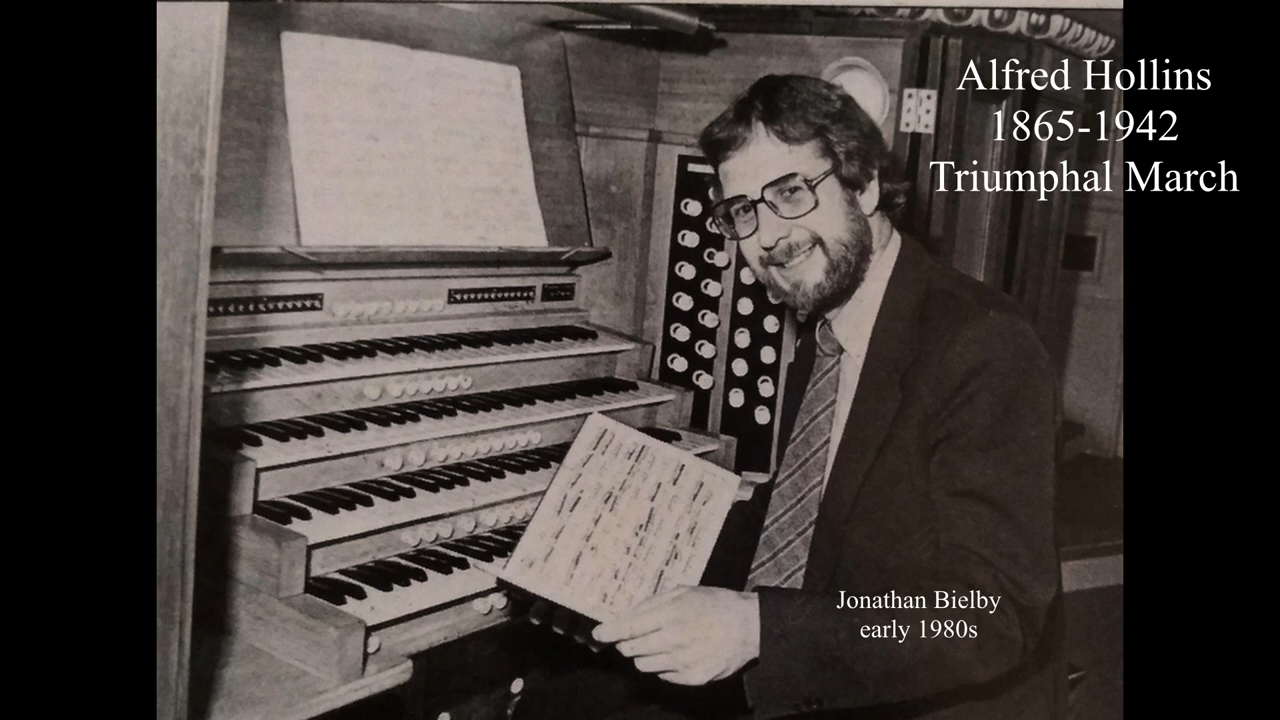 Alfred Hollins
1865-1942
Triumphal March
Jonathan Bielby
early 1980s